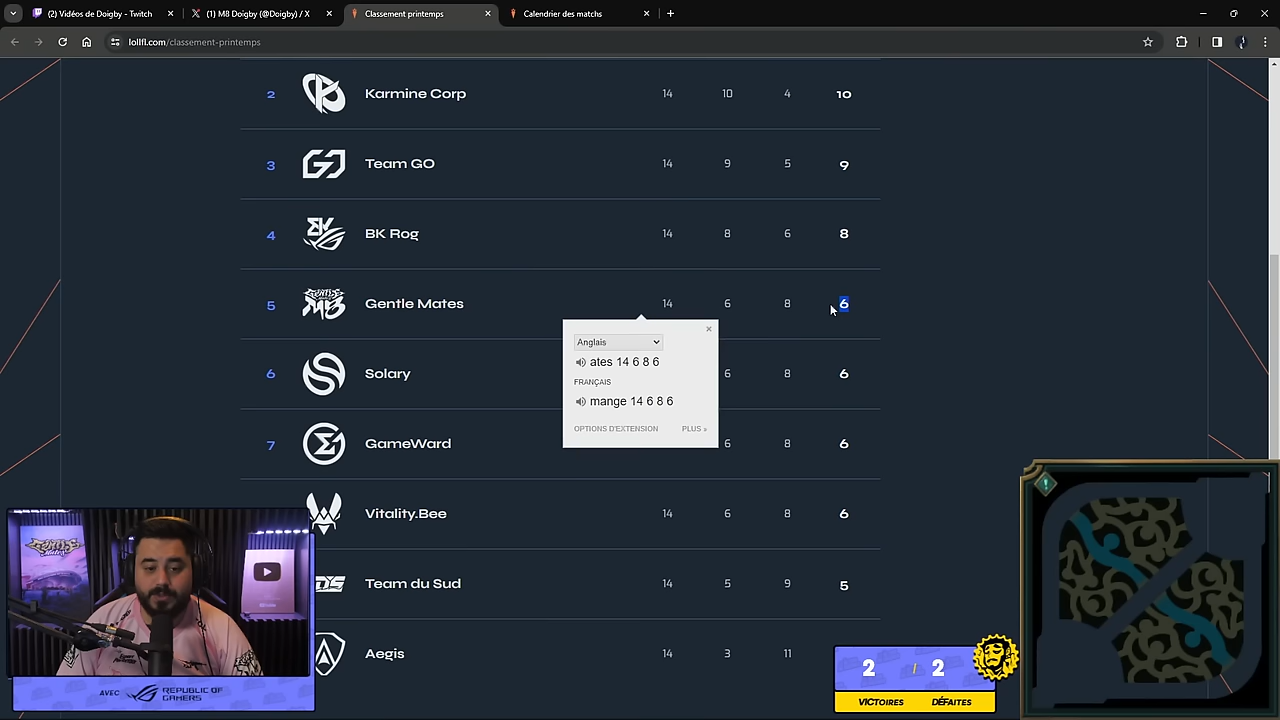 (2) Vidéos de Doigby - Twitch
(1) M8 Doigby (@Doigby) / X
Classement printemps
Calendrier des matchs
lollfl.com/classement-printemps
2 Karmine Corp 14 10 4 10
3 Team GO 14 9 5 9
4 BK Rog 14 8 6 8
5 Gentle Mates 14 6 8 6
Anglais
ates 14 6 8 6
FRANÇAIS
mange 14 6 8 6
OPTIONS D'EXTENSION PLUS »
6 Solary 6 8 6
7 GameWard 6 8 6
Vitality.Bee 14 6 8 6
Team du Sud 14 5 9 5
Aegis 14 3 11
AVEC REPUBLIC OF
GAMERS
2 / 2
VICTOIRES DÉFAITES